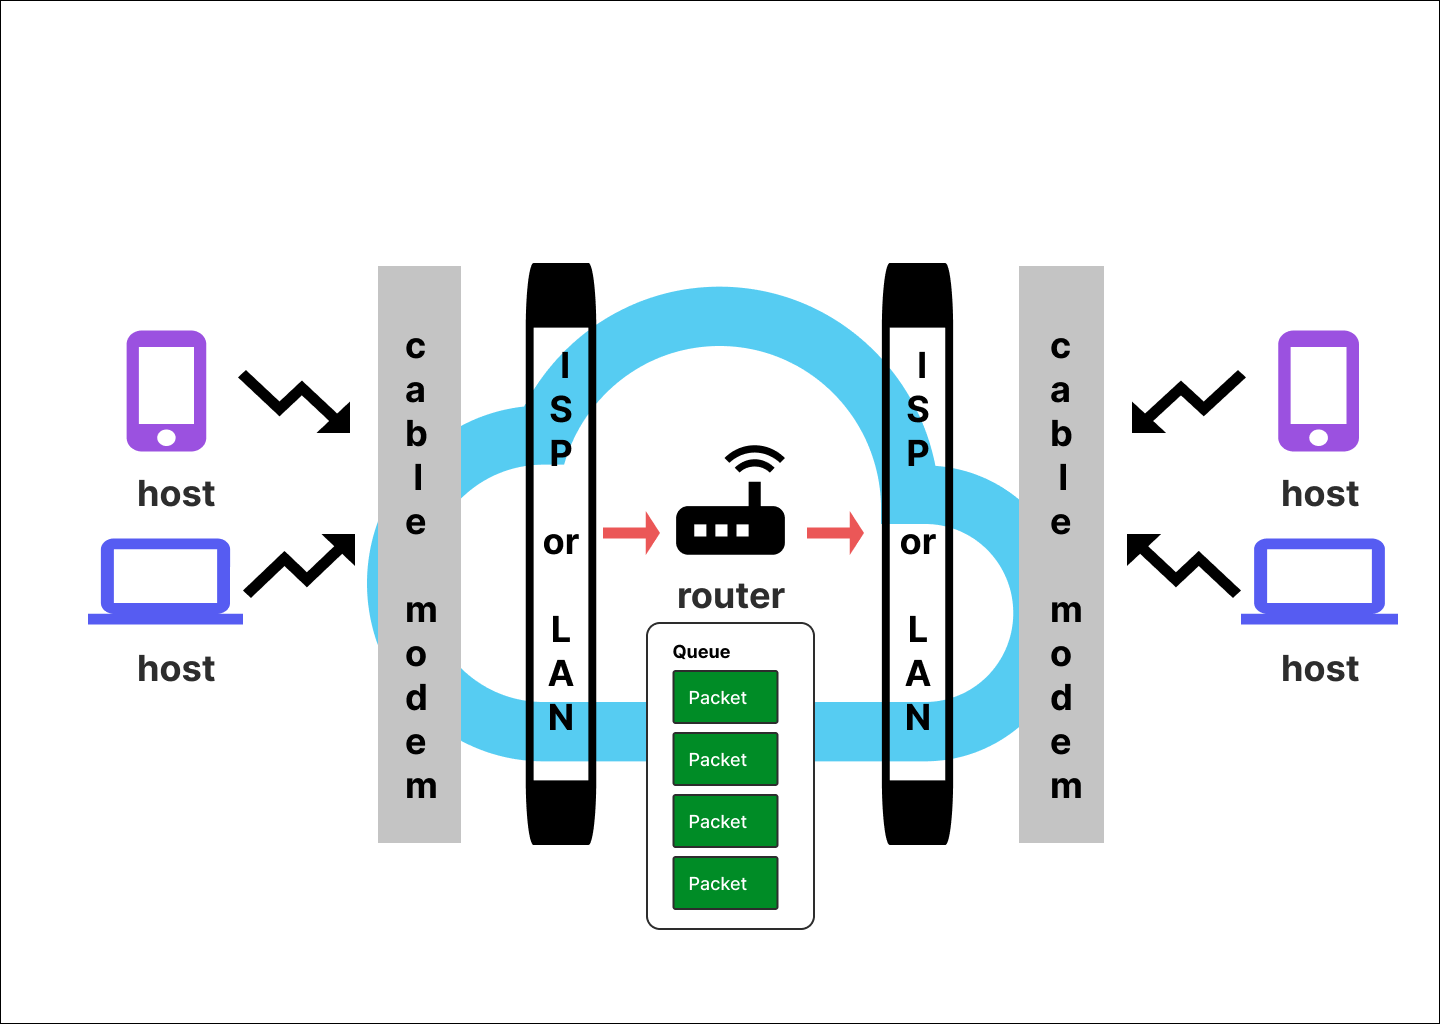 host
host
cable modem
ISP or LAN
router
Queue
Packet
Packet
Packet
Packet
ISP or LAN
cable modem
host
host